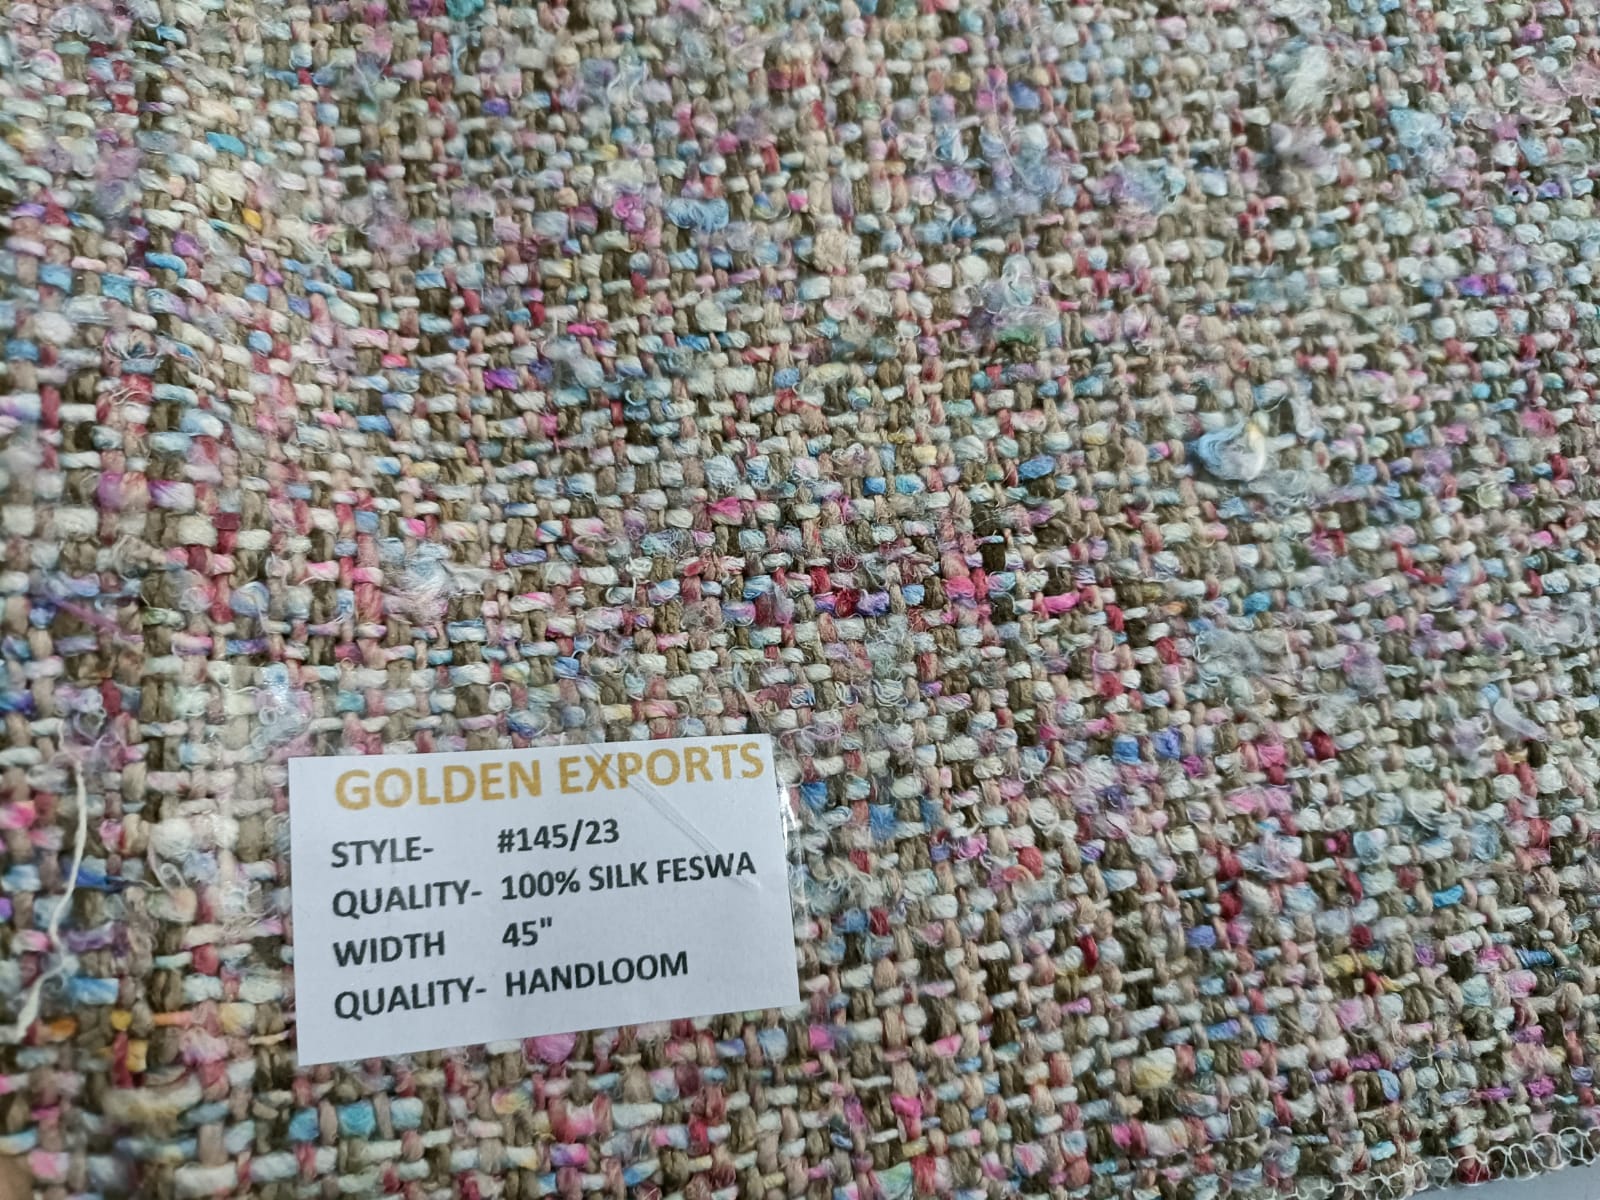 GOLDEN EXPORTS
STYLE- #145/23
QUALITY- 100% SILK FESWA
WIDTH 45"
QUALITY- HANDLOOM